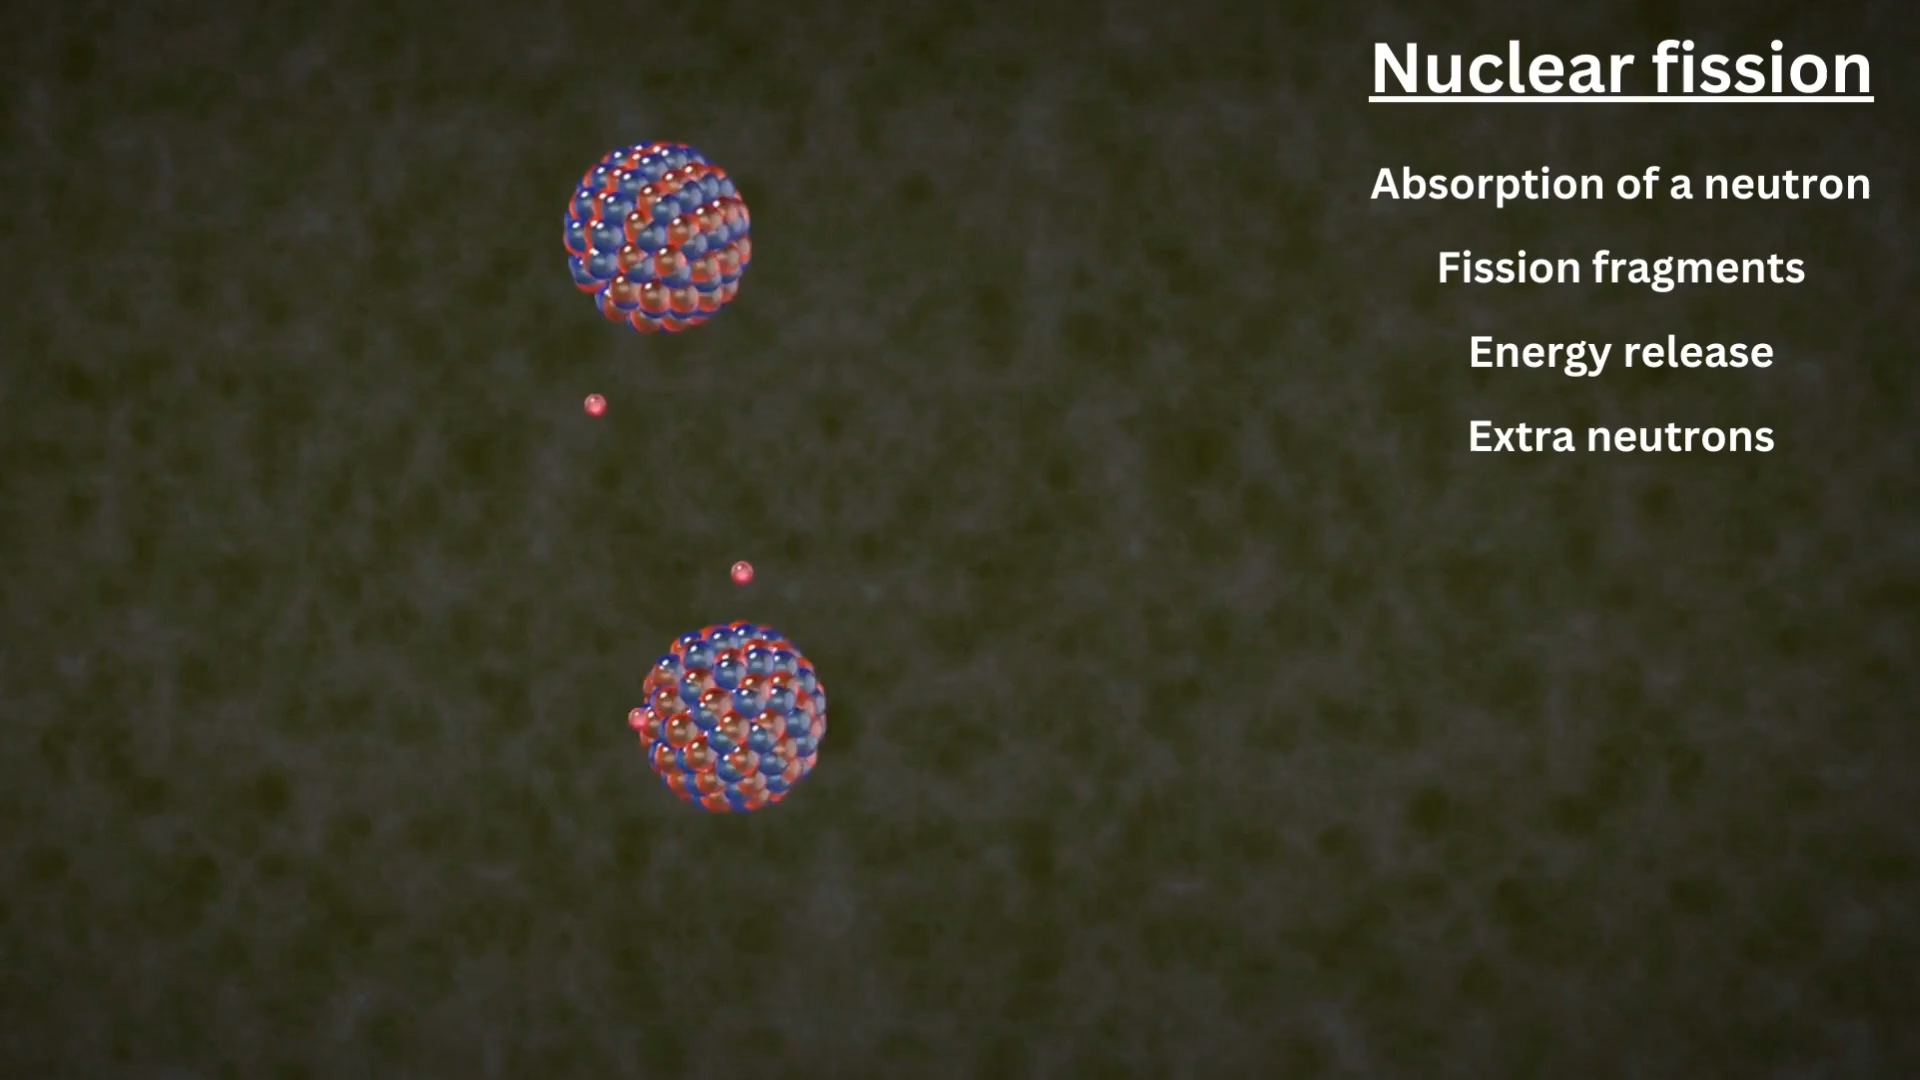 Nuclear fission
Absorption of a neutron
Fission fragments
Energy release
Extra neutrons